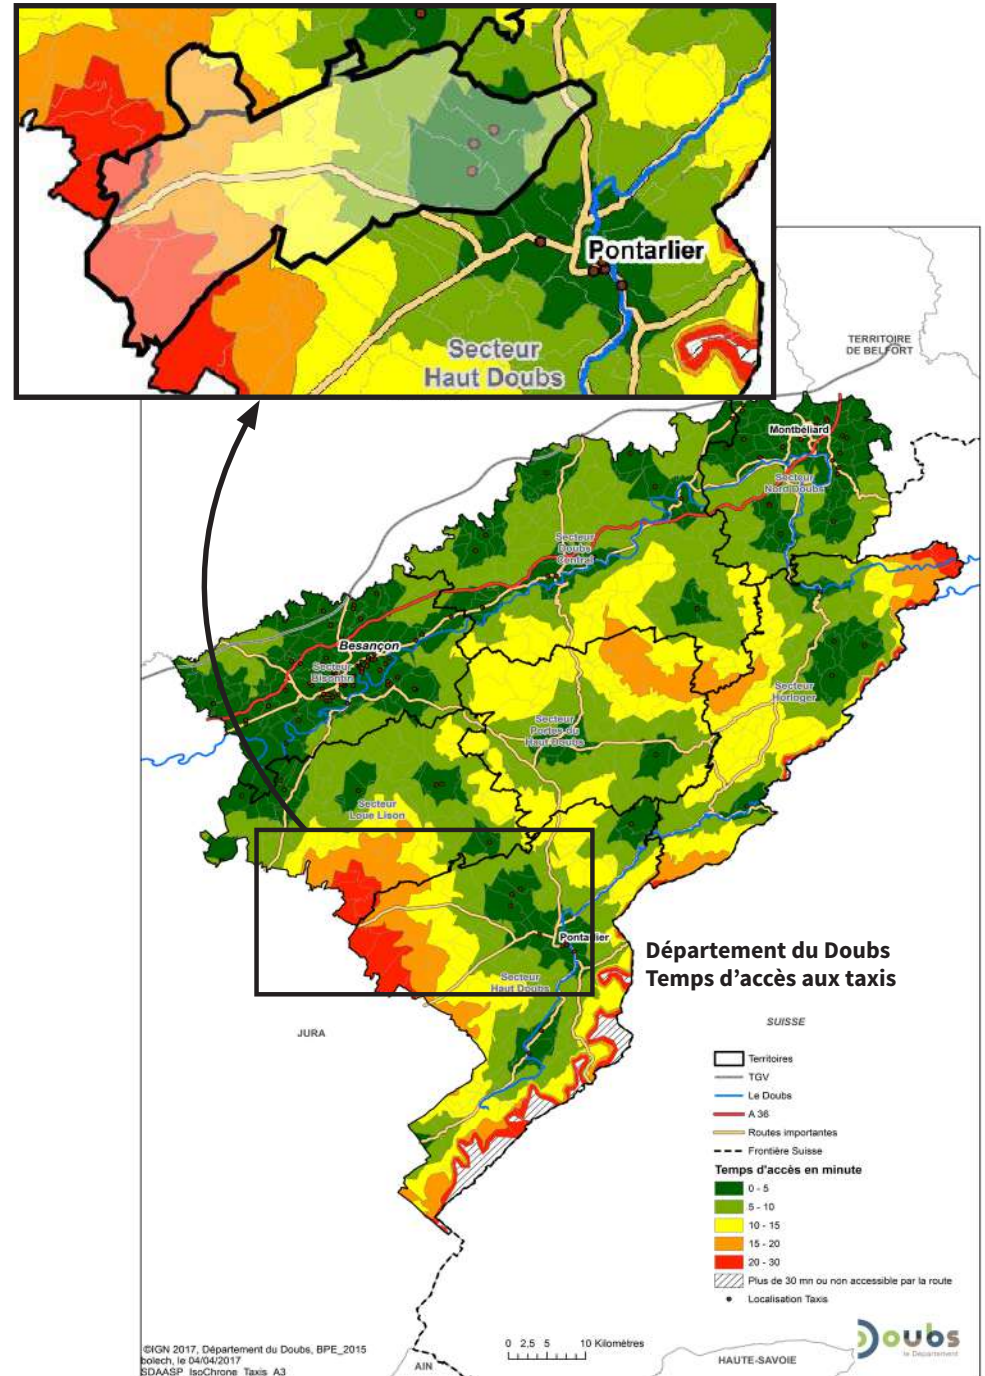 Pontarlier
Secteur
Haut Doubs
TERRITOIRE
DE BELFORT
Montbéliard
Secteur
Nord Doubs
Secteur
Doubs
Central
Besançon
Secteur
Bisontin
Secteur
Horloger
Secteur
Portes du
Haut Doubs
Secteur
Loue Lison
Pontarlier
Secteur
Haut Doubs
Département du Doubs
Temps d'accès aux taxis
JURA
SUISSE
Territoires
TGV
Le Doubs
A 36
Routes importantes
Frontière Suisse
Temps d'accès en minute
0 - 5
5 - 10
10 - 15
15 - 20
20 - 30
Plus de 30 mn ou non accessible par la route
Localisation Taxis
Doubs
le Département
0 2,5 5 10 Kilomètres
©IGN 2017, Département du Doubs, BPE_2015
bolech, le 04/04/2017
SDAASP_IsoChrone_Taxis_A3
AIN
HAUTE-SAVOIE